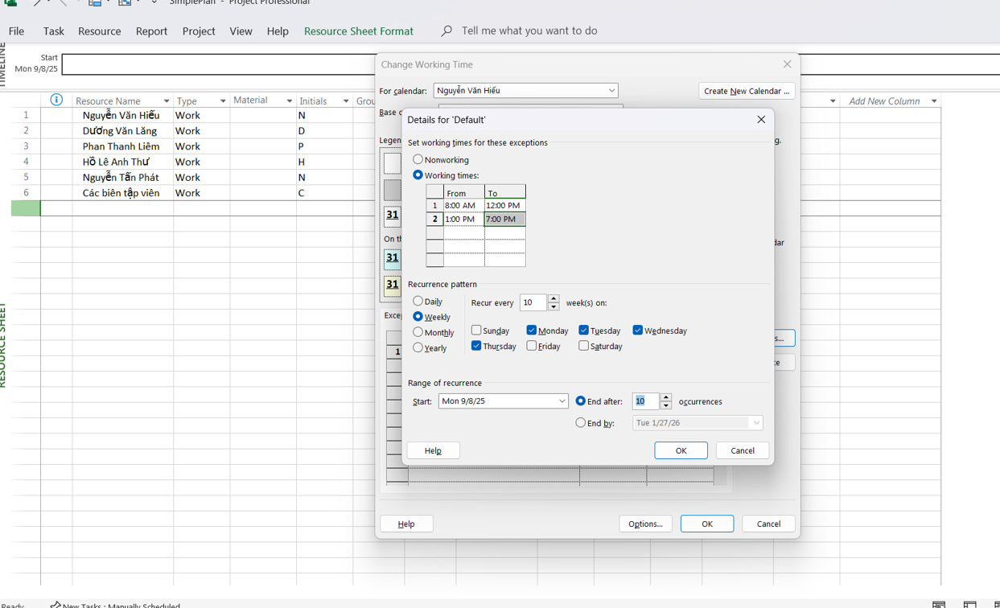 SimplePlan - Project Professional
File Task Resource Report Project View Help Resource Sheet Format Tell me what you want to do
TIMELINE
Start
Mon 9/8/25
Change Working Time
For calendar: Nguyễn Văn Hiếu Create New Calendar ...
Resource Name Type Material Initials Grou Add New Column
1 Nguyễn Văn Hiếu Work N
2 Dương Văn Lăng Work D
3 Phan Thanh Liêm Work P
4 Hồ Lê Anh Thư Work H
5 Nguyễn Tấn Phát Work N
6 Các biên tập viên Work C
RESOURCE SHEET
Base c
Legen
g.
31
On th
dar
31
31
Excep
s...
1
te
Details for 'Default'
Set working times for these exceptions
Nonworking
Working times:
From To
1 8:00 AM 12:00 PM
2 1:00 PM 7:00 PM
Recurrence pattern
Daily
Weekly
Monthly
Yearly
Recur every 10 week(s) on:
Sunday Monday Tuesday Wednesday
Thursday Friday Saturday
Range of recurrence
Start: Mon 9/8/25 End after: 10 occurrences
End by: Tue 1/27/26
Help OK Cancel
Help Options... OK Cancel
Ready New Tasks : Manually Scheduled